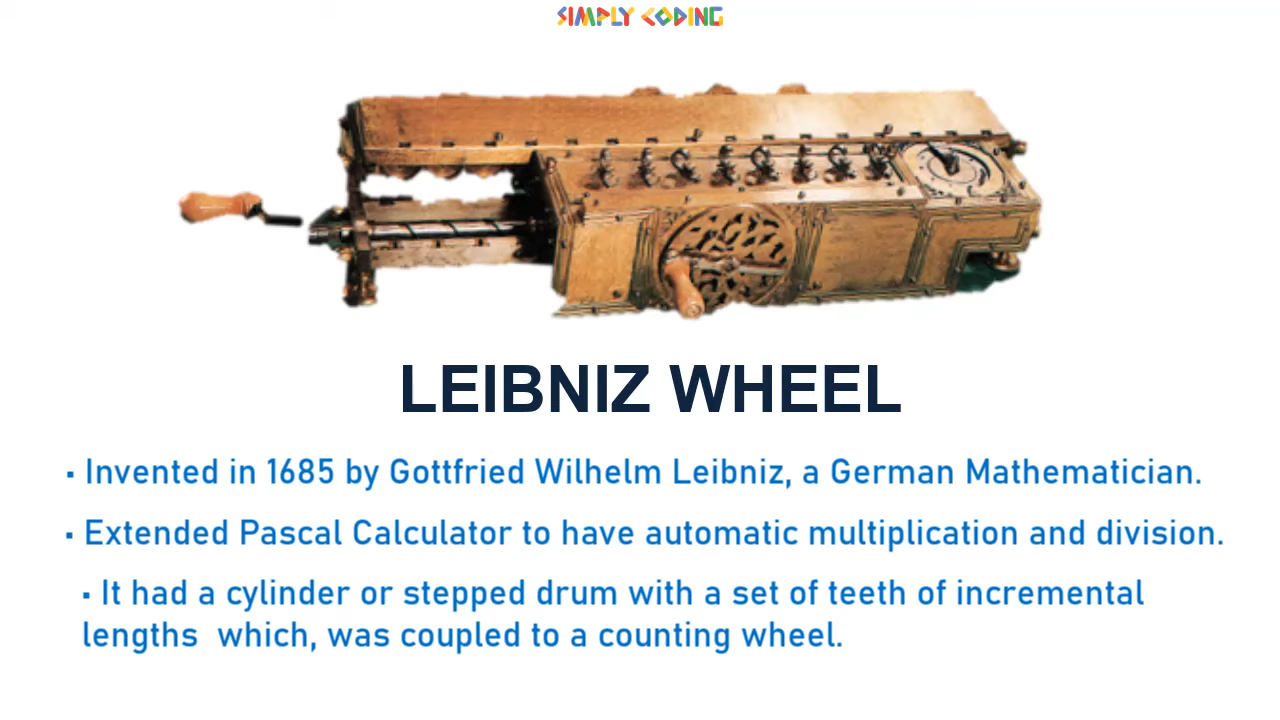 SIMPLY CODING
LEIBNIZ WHEEL
▪ Invented in 1685 by Gottfried Wilhelm Leibniz, a German Mathematician.
▪ Extended Pascal Calculator to have automatic multiplication and division.
▪ It had a cylinder or stepped drum with a set of teeth of incremental
lengths which, was coupled to a counting wheel.